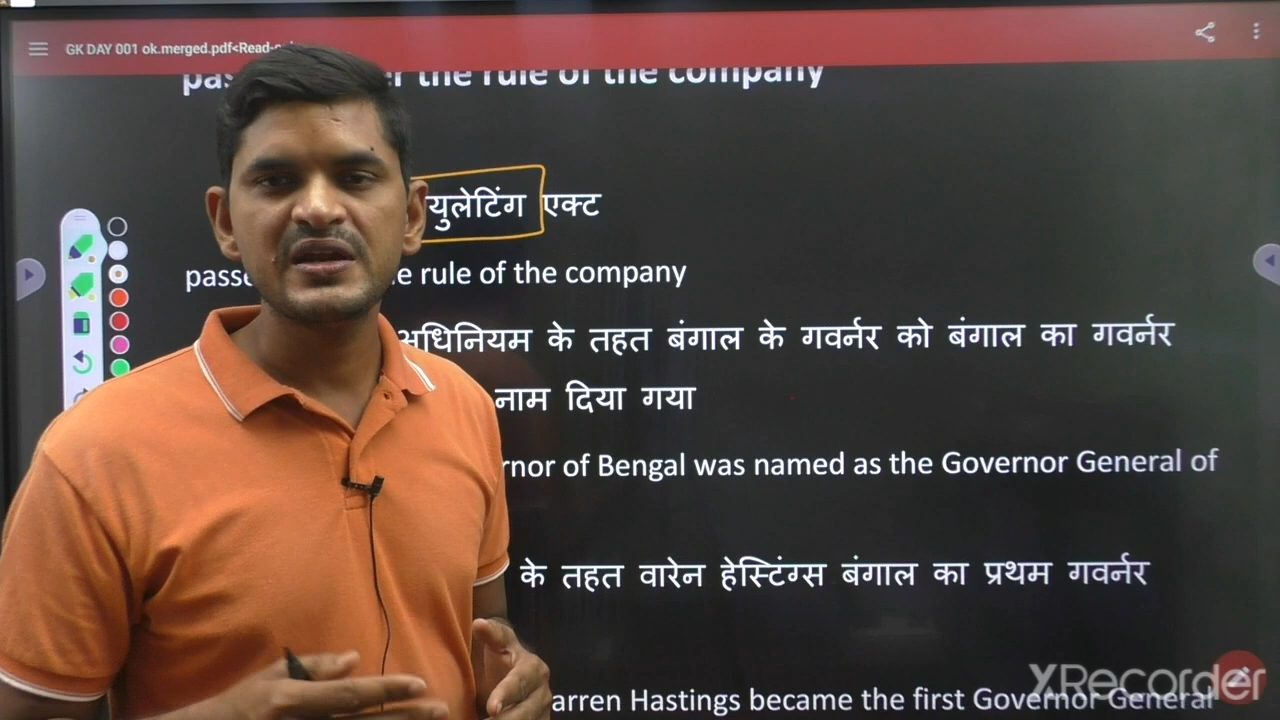 GK DAY 001 ok.merged.pdf<Read-o
the rule of the company
युलेटिंग एक्ट
passe rule of the company
अधिनियम के तहत बंगाल के गवर्नर को बंगाल का गवर्नर
नाम दिया गया
rnor of Bengal was named as the Governor General of
के तहत वारेन हेस्टिंग्स बंगाल का प्रथम गवर्नर
arren Hastings became the first Governor General
XRecorder